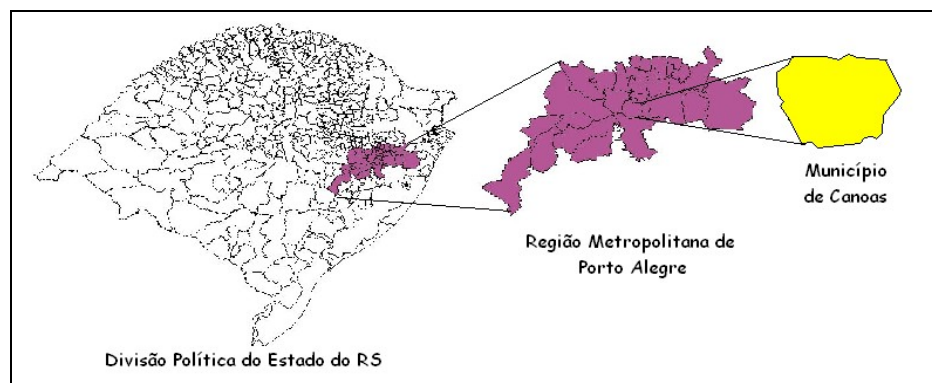 Município
de Canoas
Região Metropolitana de
Porto Alegre
Divisão Política do Estado do RS